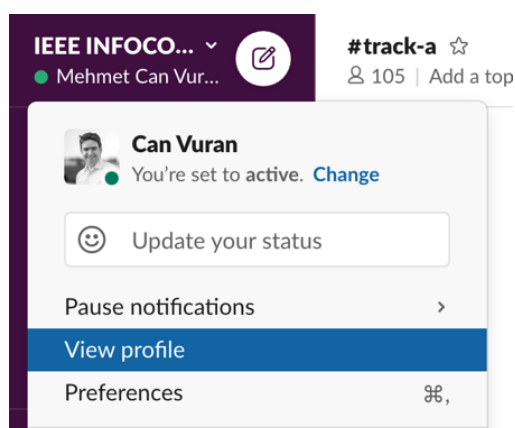 IEEE INFOCO...
Mehmet Can Vur...
#track-a
105 | Add a top
Can Vuran
You're set to active. Change
Update your status
Pause notifications
View profile
Preferences ⌘,